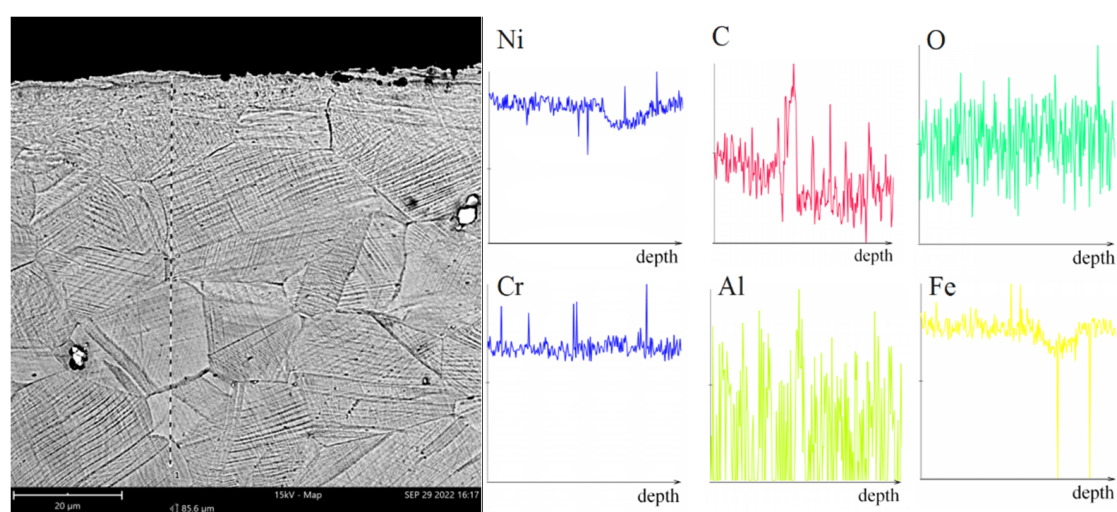 Ni
C
O
depth
depth
depth
Cr
Al
Fe
depth
depth
depth
1
20 µm
15kV - Map
SEP 29 2022 16:17
85.6 µm